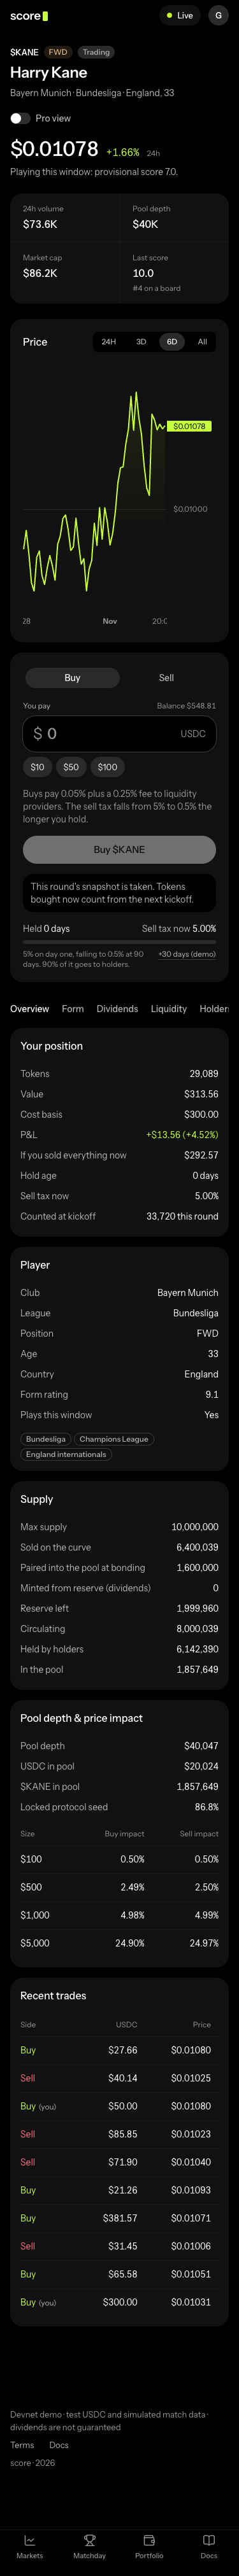 score
Live
G
$KANE FWD Trading
Harry Kane
Bayern Munich · Bundesliga · England, 33
Pro view
$0.01078 +1.66% 24h
Playing this window: provisional score 7.0.
24h volume
$73.6K
Pool depth
$40K
Market cap
$86.2K
Last score
10.0
#4 on a board
Price
24H 3D 6D All
$0.01078
$0.01000
28 Nov 20:0
Buy Sell
You pay Balance $548.81
$ 0 USDC
$10 $50 $100
Buys pay 0.05% plus a 0.25% fee to liquidity
providers. The sell tax falls from 5% to 0.5% the
longer you hold.
Buy $KANE
This round's snapshot is taken. Tokens
bought now count from the next kickoff.
Held 0 days Sell tax now 5.00%
5% on day one, falling to 0.5% at 90
days. 90% of it goes to holders.
+30 days (demo)
Overview Form Dividends Liquidity Holders
Your position
Tokens 29,089
Value $313.56
Cost basis $300.00
P&L +$13.56 (+4.52%)
If you sold everything now $292.57
Hold age 0 days
Sell tax now 5.00%
Counted at kickoff 33,720 this round
Player
Club Bayern Munich
League Bundesliga
Position FWD
Age 33
Country England
Form rating 9.1
Plays this window Yes
Bundesliga Champions League
England internationals
Supply
Max supply 10,000,000
Sold on the curve 6,400,039
Paired into the pool at bonding 1,600,000
Minted from reserve (dividends) 0
Reserve left 1,999,960
Circulating 8,000,039
Held by holders 6,142,390
In the pool 1,857,649
Pool depth & price impact
Pool depth $40,047
USDC in pool $20,024
$KANE in pool 1,857,649
Locked protocol seed 86.8%
Size Buy impact Sell impact
$100 0.50% 0.50%
$500 2.49% 2.50%
$1,000 4.98% 4.99%
$5,000 24.90% 24.97%
Recent trades
Side USDC Price
Buy $27.66 $0.01080
Sell $40.14 $0.01025
Buy (you) $50.00 $0.01080
Sell $85.85 $0.01023
Sell $71.90 $0.01040
Buy $21.26 $0.01093
Buy $381.57 $0.01071
Sell $31.45 $0.01006
Buy $65.58 $0.01051
Buy (you) $300.00 $0.01031
Devnet demo · test USDC and simulated match data ·
dividends are not guaranteed
Terms Docs
score · 2026
Markets Matchday Portfolio Docs